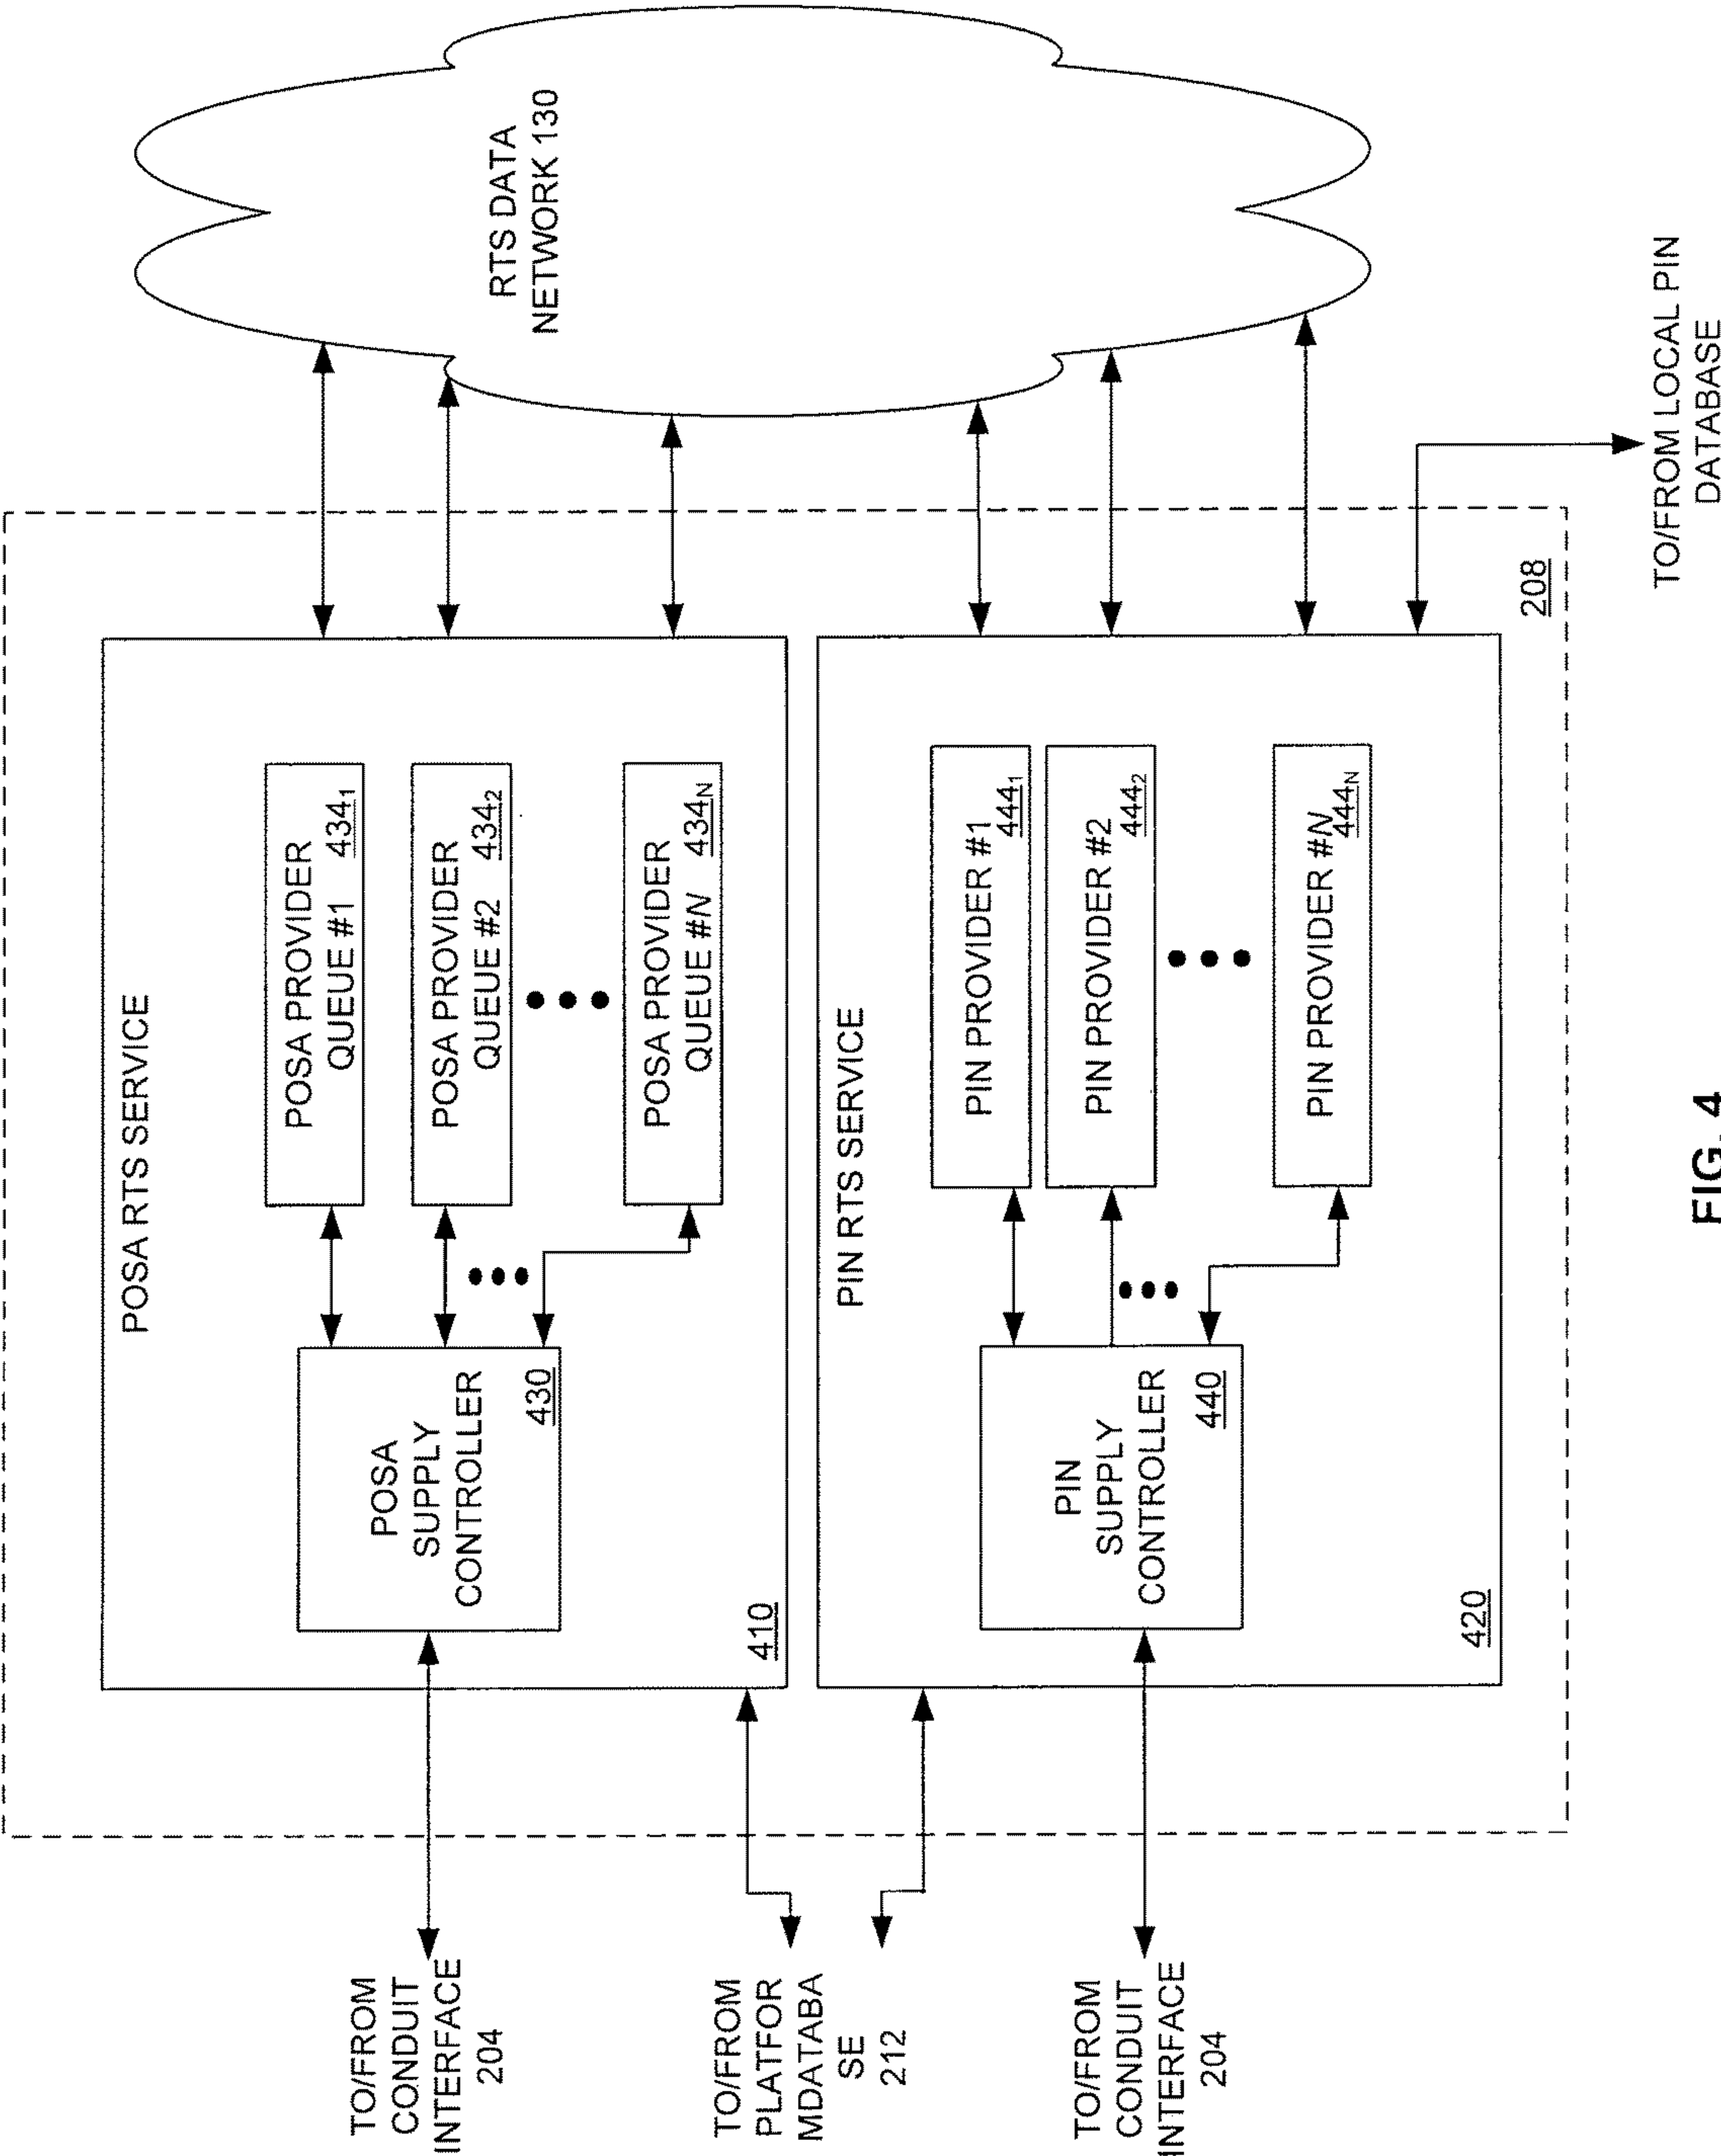 TO/FROM
CONDUIT
INTERFACE
204
TO/FROM
PLATFOR
MDATABA
SE
212
TO/FROM
CONDUIT
INTERFACE
204
POSA RTS SERVICE
POSA
SUPPLY
CONTROLLER
430
POSA PROVIDER
QUEUE #1 434₁
POSA PROVIDER
QUEUE #2 434₂
POSA PROVIDER
QUEUE #N 434N
410
PIN RTS SERVICE
PIN
SUPPLY
CONTROLLER
440
PIN PROVIDER #1
444₁
PIN PROVIDER #2
444₂
PIN PROVIDER #N
444N
420
208
RTS DATA
NETWORK 130
TO/FROM LOCAL PIN
DATABASE
FIG. 4